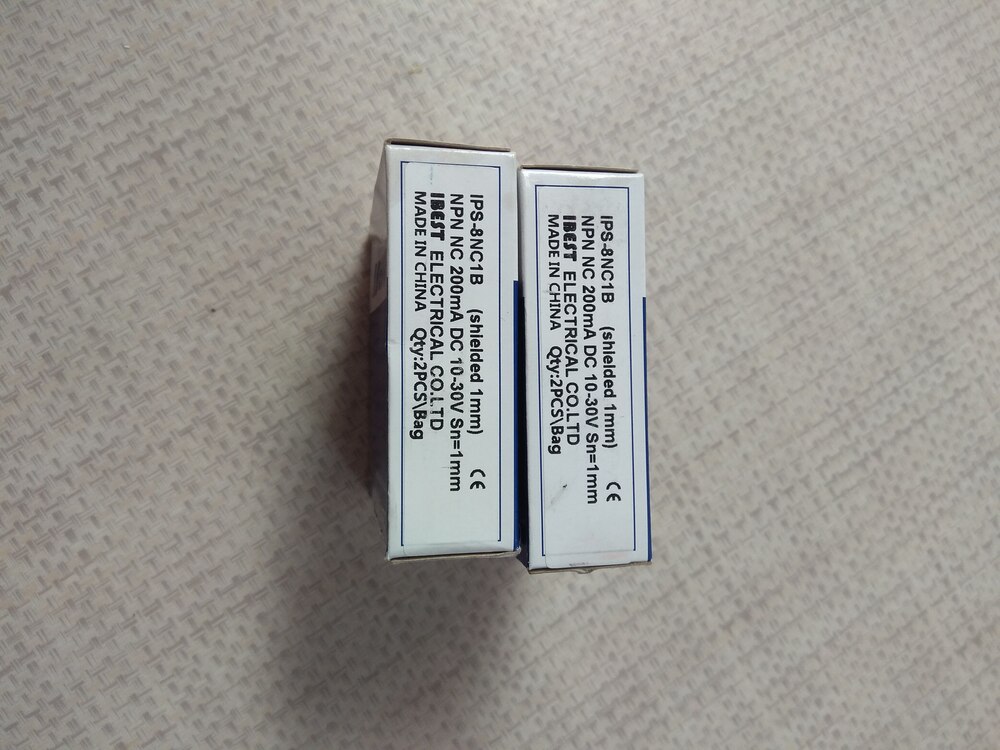 IPS-8NC1B (shielded 1mm) CE
NPN NC 200mA DC 10-30V Sn=1mm
IBEST ELECTRICAL CO.LTD
MADE IN CHINA Qty:2PCS\Bag
IPS-8NC1B (shielded 1mm) CE
NPN NC 200mA DC 10-30V Sn=1mm
IBEST ELECTRICAL CO.LTD
MADE IN CHINA Qty:2PCS\Bag